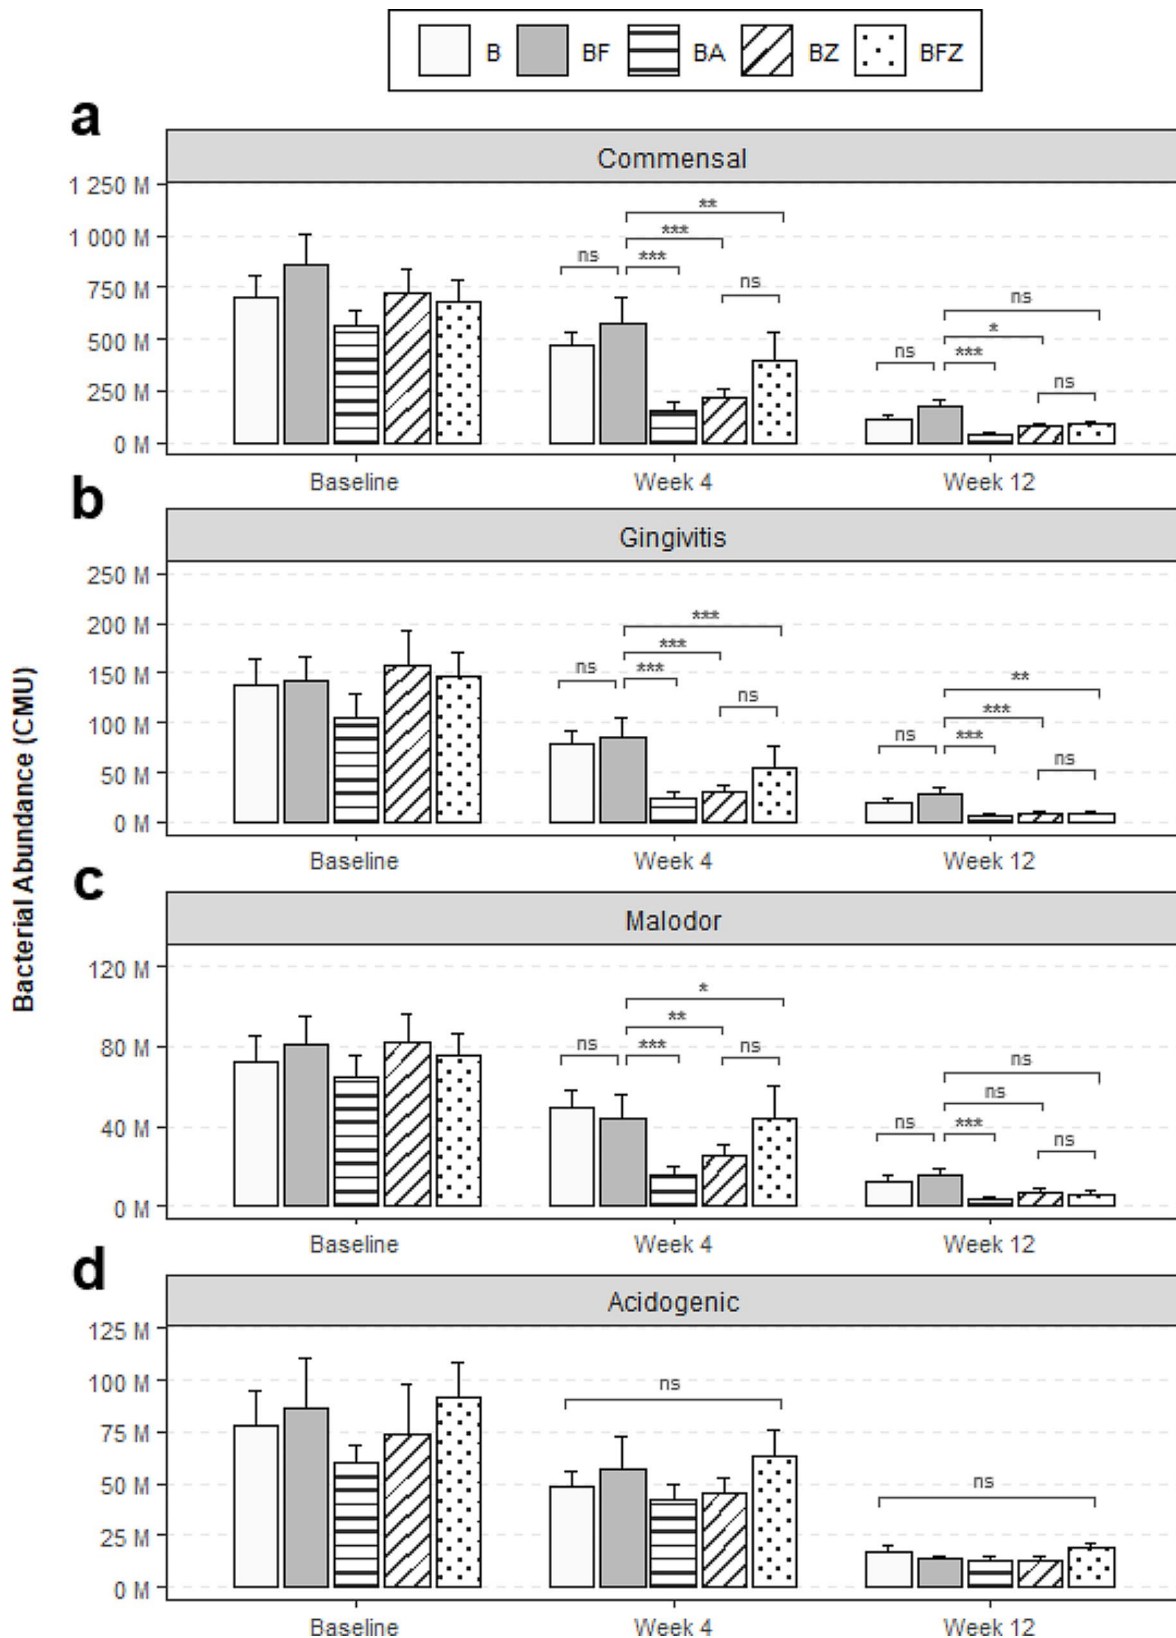 B BF BA BZ BFZ
a
Commensal
1 250 M
1 000 M
750 M
500 M
250 M
0 M
**
***
ns ***
ns
ns
*
ns ***
ns
Baseline Week 4 Week 12
b
Gingivitis
250 M
200 M
150 M
100 M
50 M
0 M
***
***
ns ***
ns
**
***
ns ***
ns
Baseline Week 4 Week 12
c
Malodor
120 M
80 M
40 M
0 M
*
**
ns *** ns
ns
ns
ns ***
ns
Baseline Week 4 Week 12
d
Acidogenic
125 M
100 M
75 M
50 M
25 M
0 M
ns
ns
Baseline Week 4 Week 12
Bacterial Abundance (CMU)